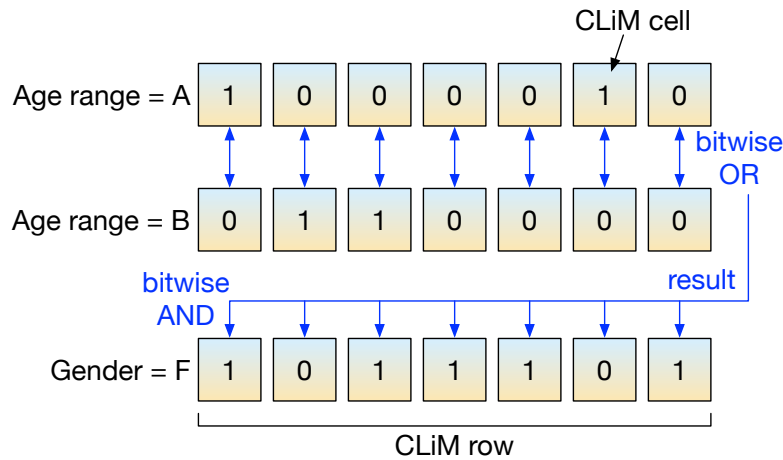 CLiM cell
Age range = A 1 0 0 0 0 1 0
bitwise
OR
Age range = B 0 1 1 0 0 0 0
bitwise
AND
result
Gender = F 1 0 1 1 1 0 1
CLiM row